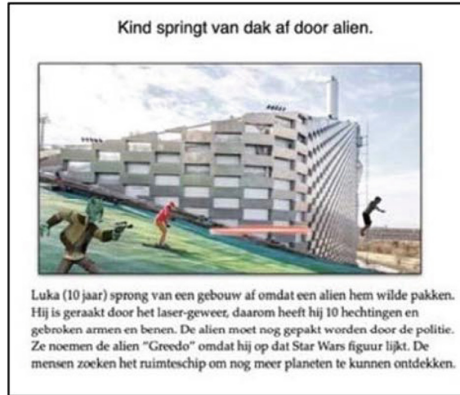 Kind springt van dak af door alien.
Luka (10 jaar) sprong van een gebouw af omdat een alien hem wilde pakken.
Hij is geraakt door het laser-geweer, daarom heeft hij 10 hechtingen en
gebroken armen en benen. De alien moet nog gepakt worden door de politie.
Ze noemen de alien “Greedo” omdat hij op dat Star Wars figuur lijkt. De
mensen zoeken het ruimteschip om nog meer planeten te kunnen ontdekken.